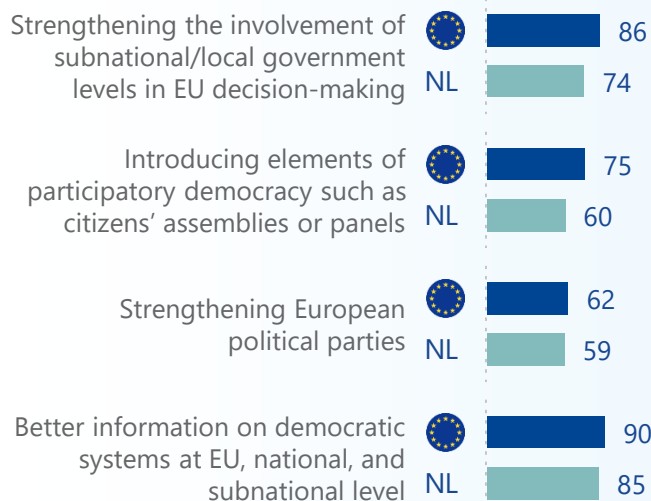 Strengthening the involvement of
subnational/local government
levels in EU decision-making
86
NL 74
Introducing elements of
participatory democracy such as
citizens’ assemblies or panels
75
NL 60
Strengthening European
political parties
62
NL 59
Better information on democratic
systems at EU, national, and
subnational level
90
NL 85